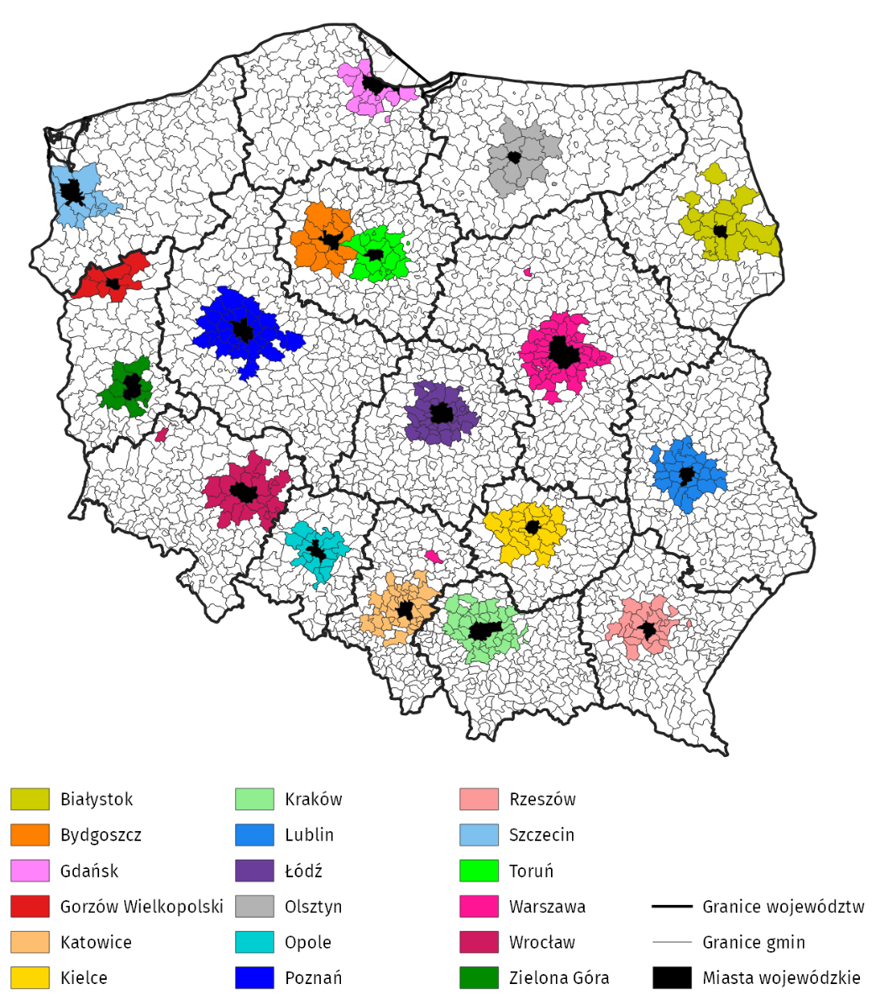 Białystok
Bydgoszcz
Gdańsk
Gorzów Wielkopolski
Katowice
Kielce
Kraków
Lublin
Łódź
Olsztyn
Opole
Poznań
Rzeszów
Szczecin
Toruń
Warszawa
Wrocław
Zielona Góra
Granice województw
Granice gmin
Miasta wojewódzkie